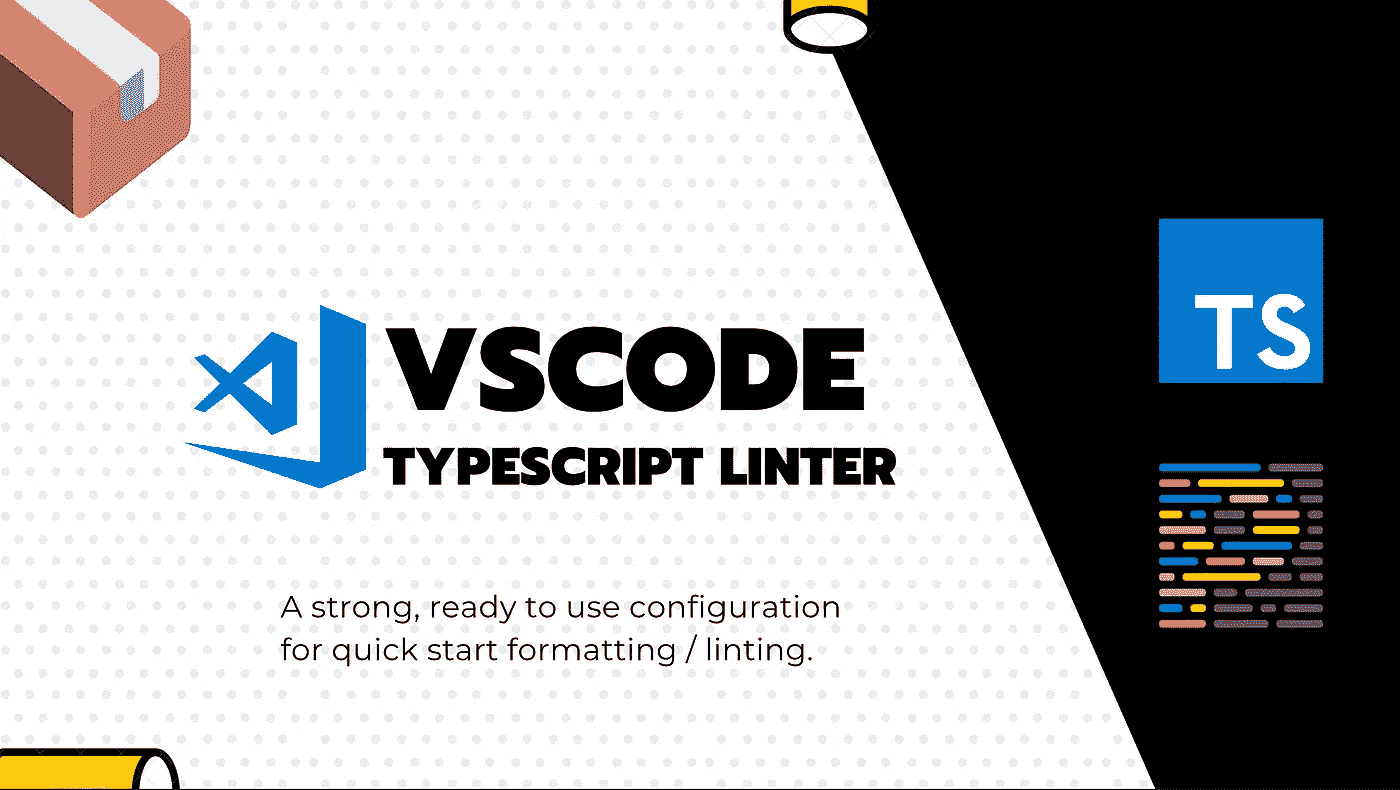 VSCODE
TYPESCRIPT LINTER
A strong, ready to use configuration
for quick start formatting / linting.
TS